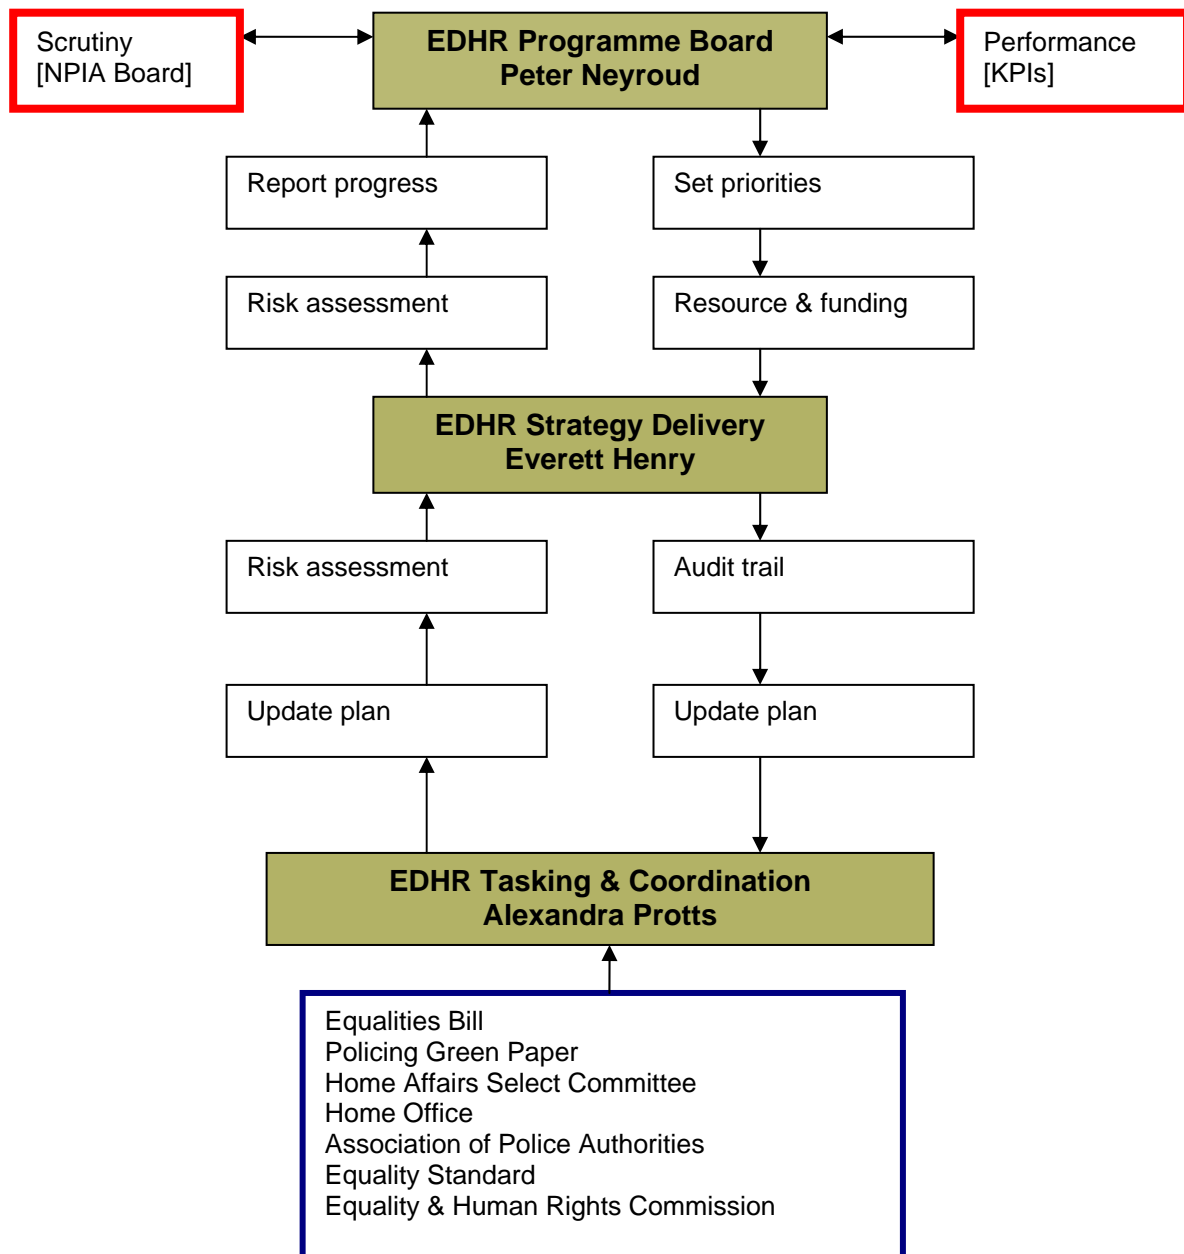 Scrutiny
[NPIA Board]
EDHR Programme Board
Peter Neyroud
Performance
[KPIs]
Report progress
Set priorities
Risk assessment
Resource & funding
EDHR Strategy Delivery
Everett Henry
Risk assessment
Audit trail
Update plan
Update plan
EDHR Tasking & Coordination
Alexandra Protts
Equalities Bill
Policing Green Paper
Home Affairs Select Committee
Home Office
Association of Police Authorities
Equality Standard
Equality & Human Rights Commission